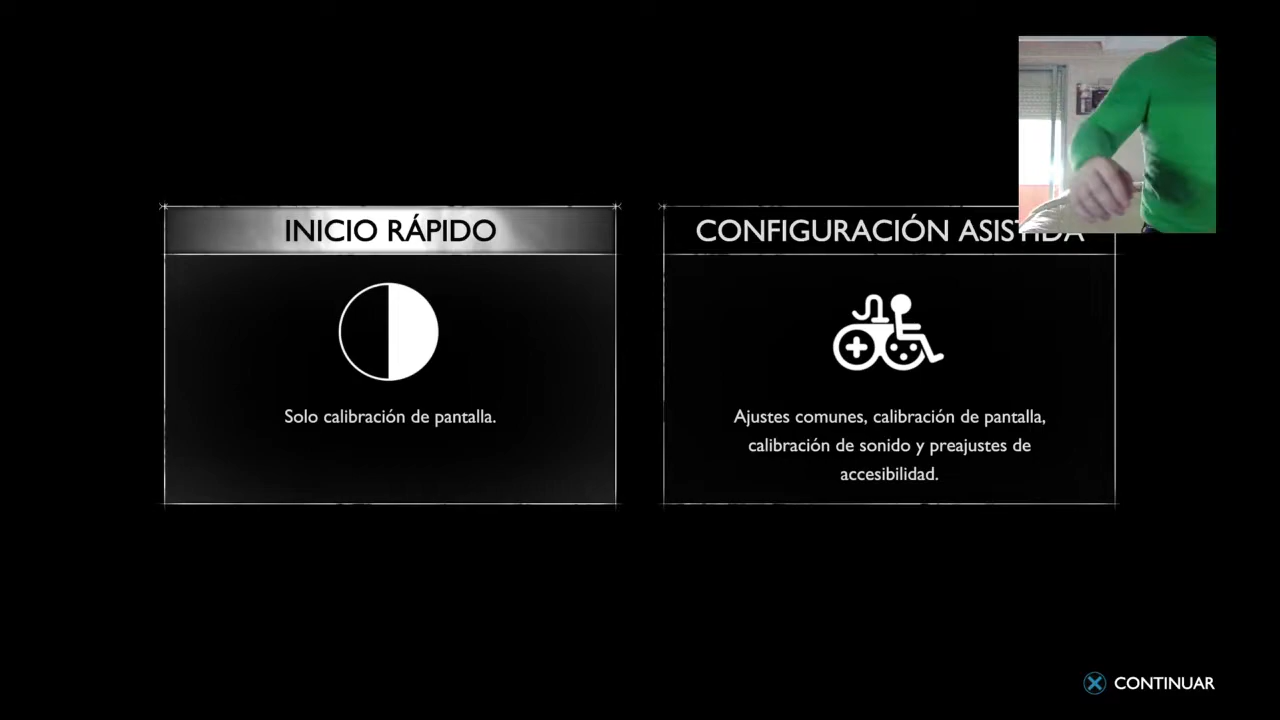 INICIO RÁPIDO
Solo calibración de pantalla.
CONFIGURACIÓN ASISTIDA
Ajustes comunes, calibración de pantalla,
calibración de sonido y preajustes de
accesibilidad.
CONTINUAR